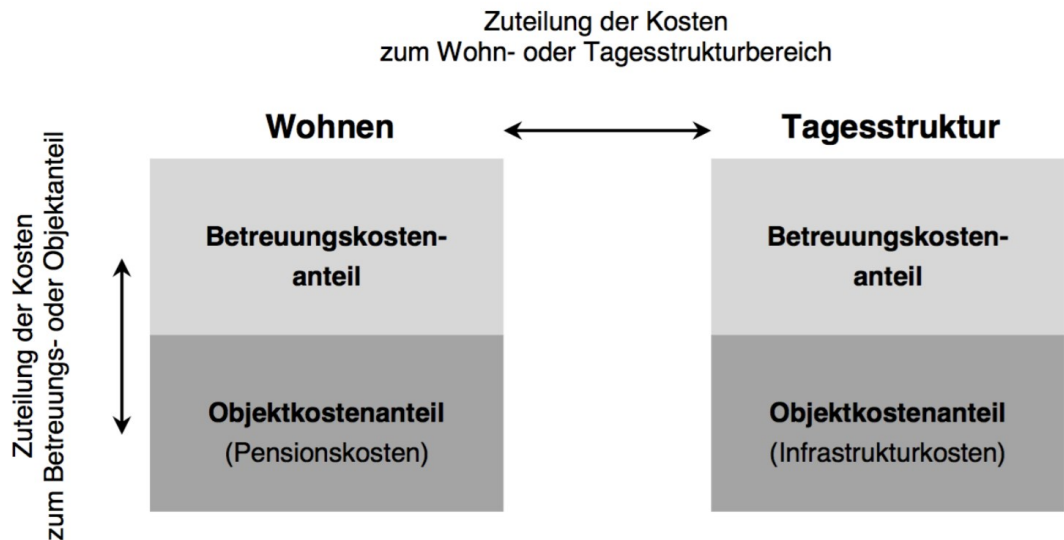 Zuteilung der Kosten
zum Wohn- oder Tagesstrukturbereich
Wohnen
Tagesstruktur
Zuteilung der Kosten
zum Betreuungs- oder Objektanteil
Betreuungskosten-
anteil
Betreuungskosten-
anteil
Objektkostenanteil
(Pensionskosten)
Objektkostenanteil
(Infrastrukturkosten)